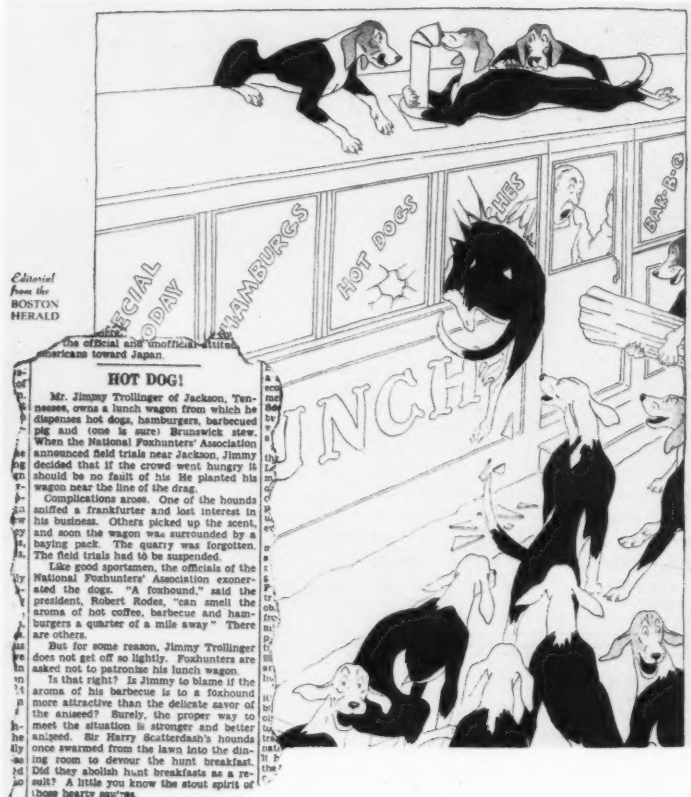 Editorial
from the
BOSTON
HERALD
ECIAL
ODAY
HAMBURGS
HOT DOGS
HES
BAR-B-Q
UNCH
the official and unofficial attitud
Americans toward Japan.
HOT DOG!
Mr. Jimmy Trollinger of Jackson, Ten-
nessee, owns a lunch wagon from which he
dispenses hot dogs, hamburgers, barbecued
pig and (one is sure) Brunswick stew.
When the National Foxhunters' Association
announced field trials near Jackson, Jimmy
decided that if the crowd went hungry it
should be no fault of his He planted his
wagon near the line of the drag.
Complications arose. One of the hounds
sniffed a frankfurter and lost interest in
his business. Others picked up the scent,
and soon the wagon was surrounded by a
baying pack. The quarry was forgotten.
The field trials had to be suspended.
Like good sportsmen, the officials of the
National Foxhunters' Association exoner-
ated the dogs. "A foxhound," said the
president, Robert Rodes, "can smell the
aroma of hot coffee, barbecue and ham-
burgers a quarter of a mile away" There
are others.
But for some reason, Jimmy Trollinger
does not get off so lightly. Foxhunters are
asked not to patronize his lunch wagon.
Is that right? Is Jimmy to blame if the
aroma of his barbecue is to a foxhound
more attractive than the delicate savor of
the aniseed? Surely, the proper way to
meet the situation is stronger and better
aniseed. Sir Harry Scatterdash's hounds
once swarmed from the lawn into the din-
ing room to devour the hunt breakfast.
Did they abolish hunt breakfasts as a re-
sult? A little you know the stout spirit of
those hearty squires